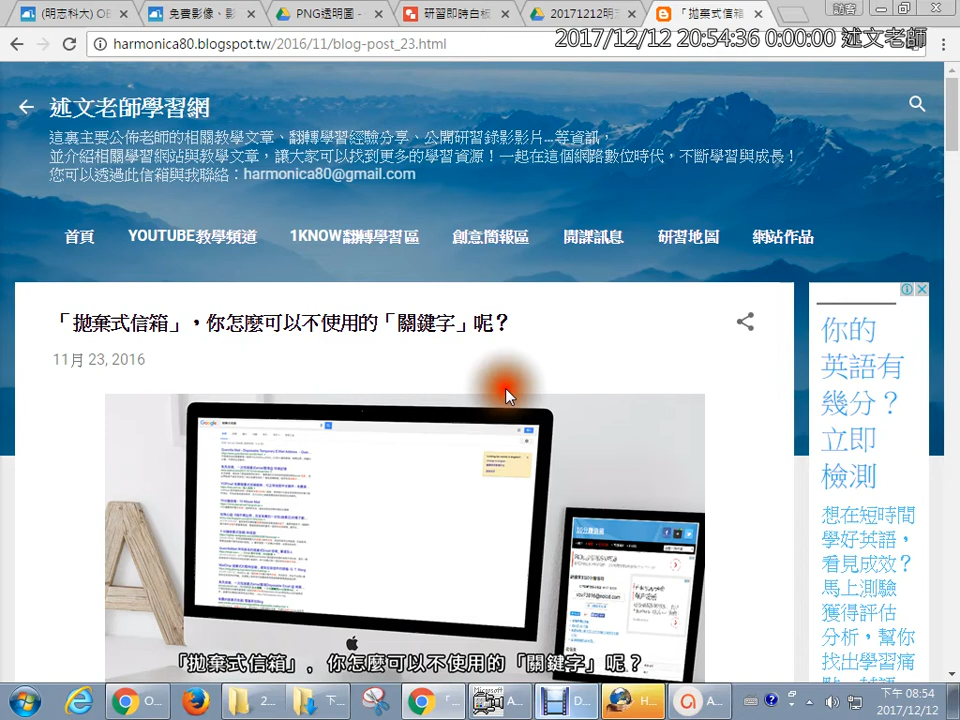 (明志科大) OE
免費影像、影
PNG透明圖 -
研習即時白板
20171212明
「拋棄式信箱
訪客
harmonica80.blogspot.tw/2016/11/blog-post_23.html
2017/12/12 20:54:36 0:00:00 述文老師
述文老師學習網
這裏主要公佈老師的相關教學文章、翻轉學習經驗分享、公開研習錄影影片...等資訊，
並介紹相關學習網站與教學文章，讓大家可以找到更多的學習資源！一起在這個網路數位時代，不斷學習與成長！
您可以透過此信箱與我聯絡：harmonica80@gmail.com
首頁
YOUTUBE教學頻道
1KNOW翻轉學習區
創意簡報區
開課訊息
研習地圖
網站作品
「拋棄式信箱」，你怎麼可以不使用的「關鍵字」呢？
11月 23, 2016
Google
「拋棄式信箱」，你怎麼可以不使用的「關鍵字」呢？
你的
英語有
幾分？
立即
檢測
想在短時間
學好英語，
看見成效？
馬上測驗
獲得評估
分析，幫你
找出學習痛
O...
2...
下...
「...
Microsoft
A...
D...
H...
A...
下午 08:54
2017/12/12